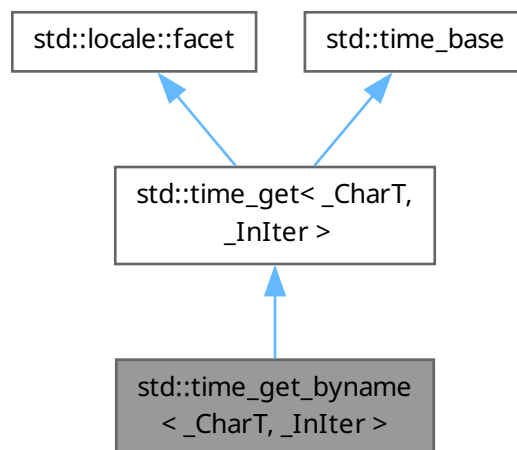 std::locale::facet
std::time_base
std::time_get< _CharT,
_InIter >
std::time_get_byname
< _CharT, _InIter >